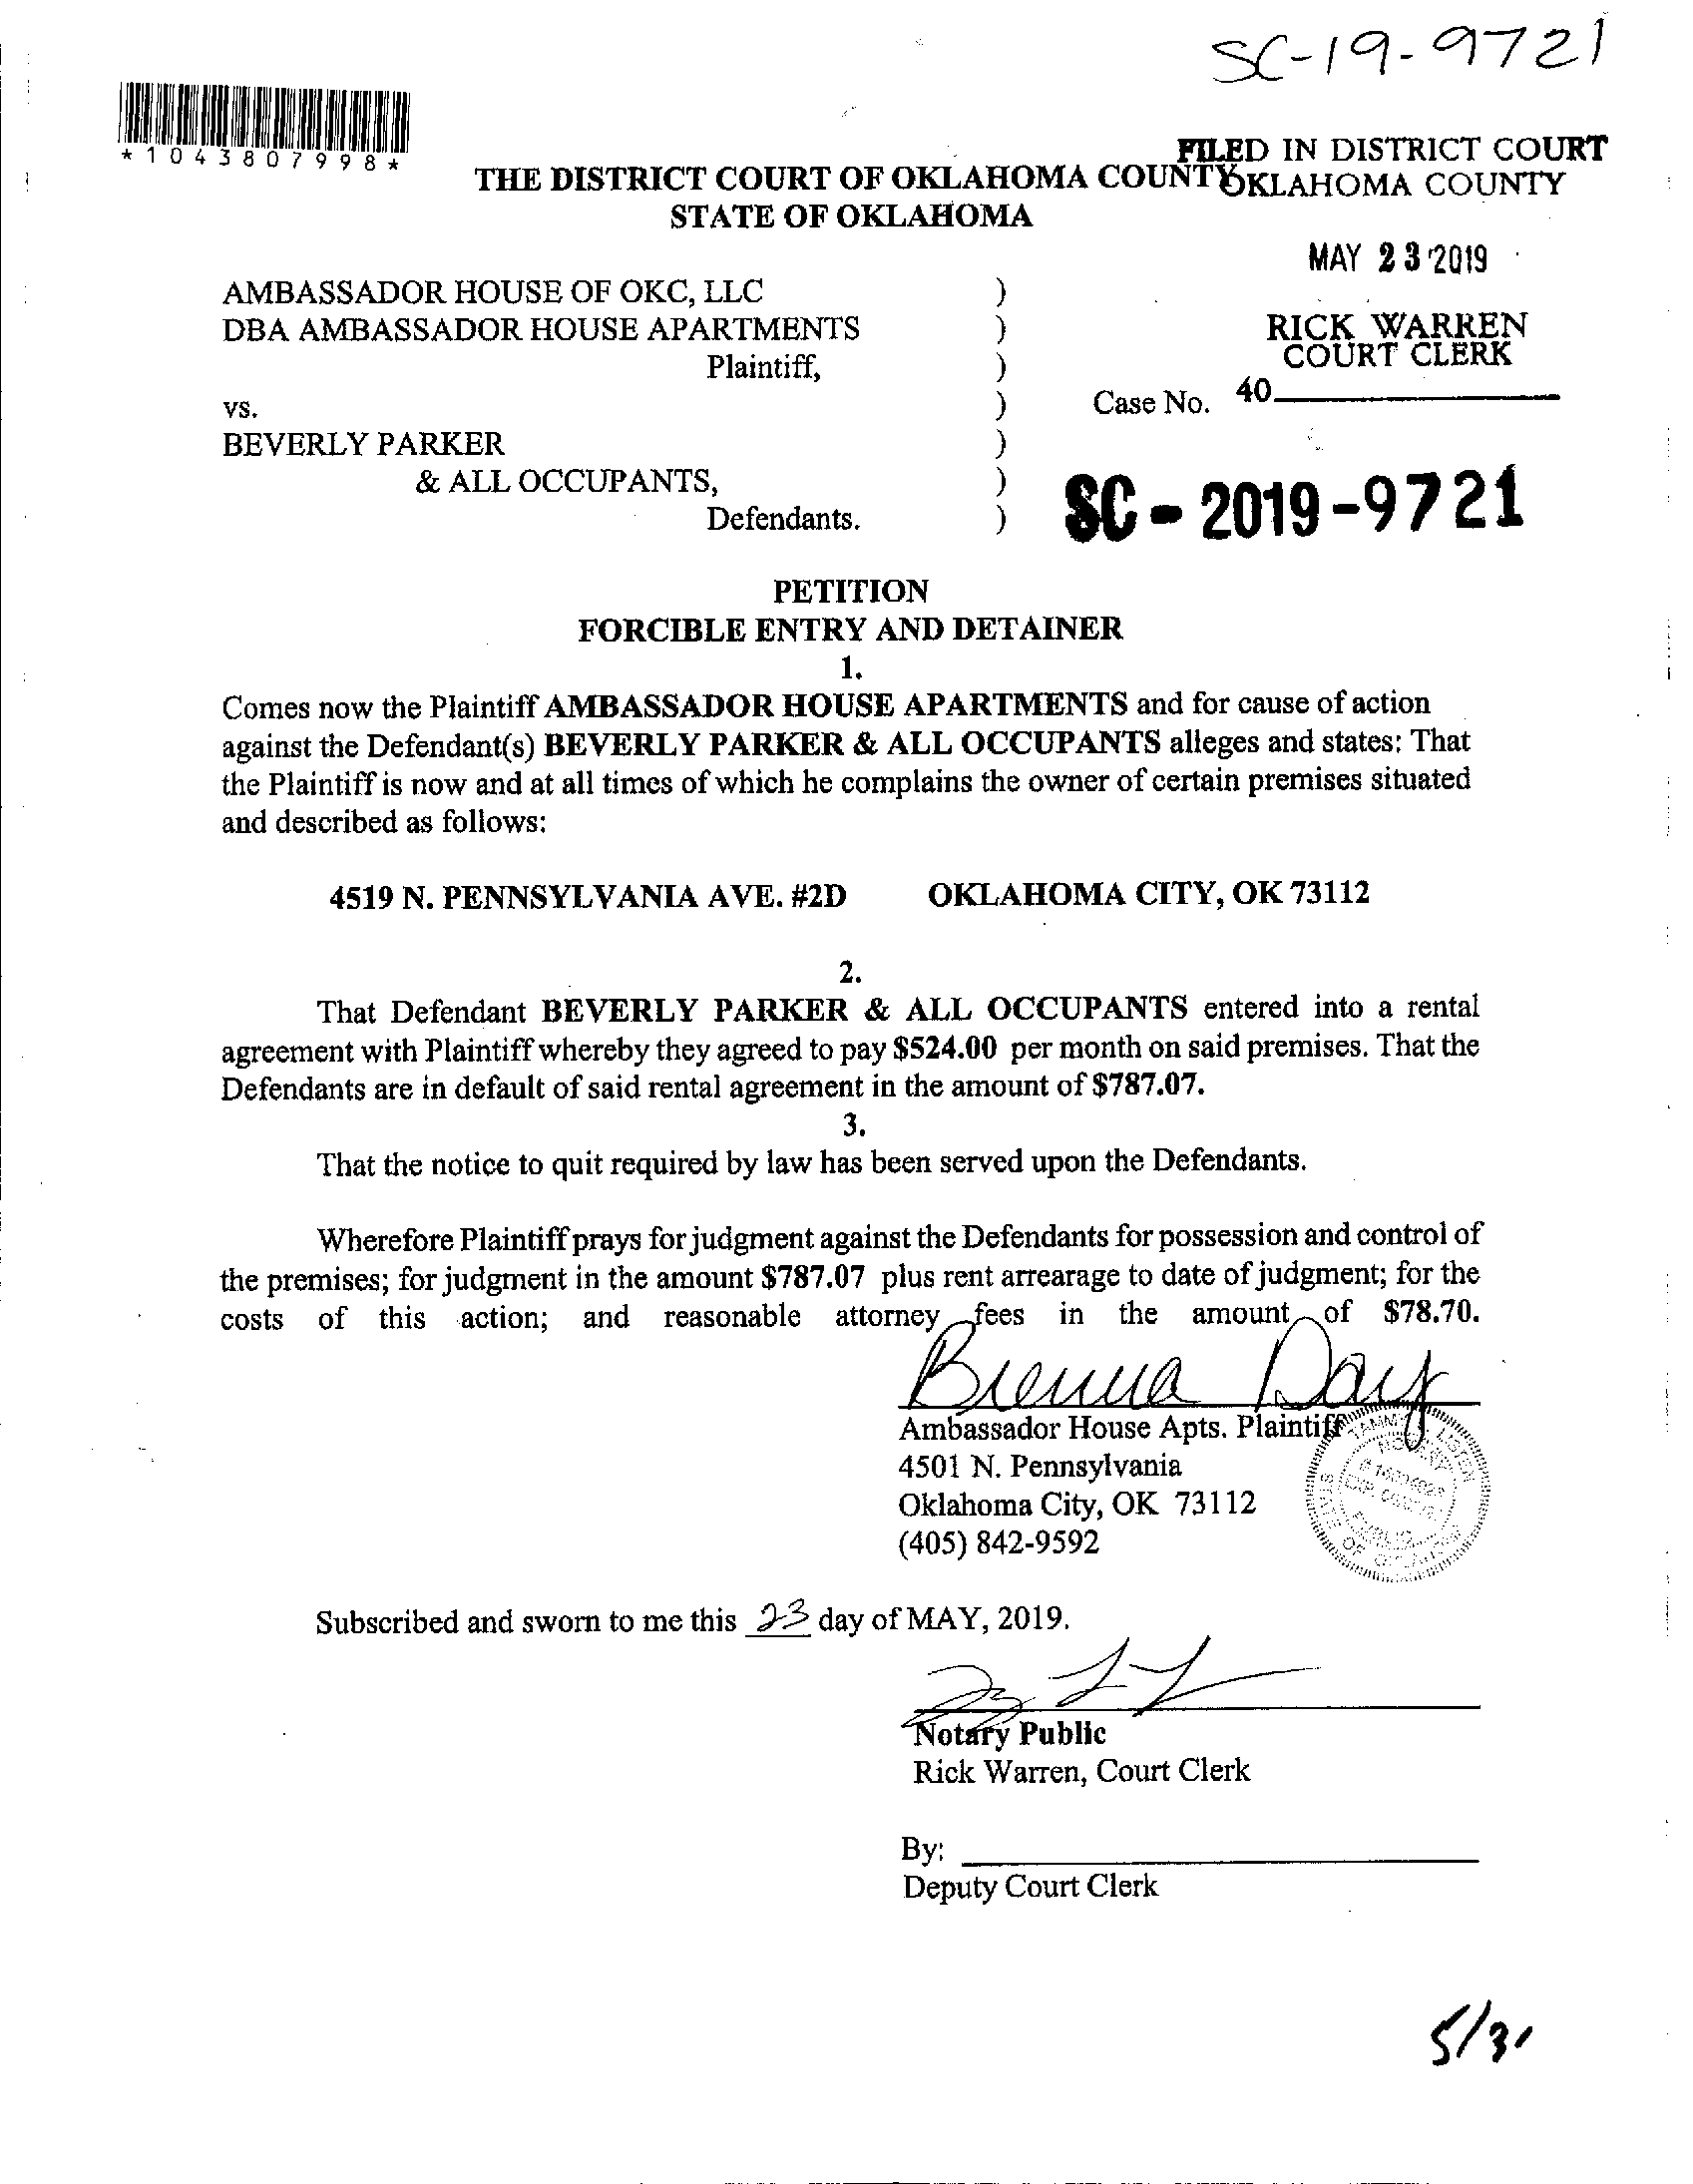 SC-19-9721
*1043807998*
FILED IN DISTRICT COURT
OKLAHOMA COUNTY
THE DISTRICT COURT OF OKLAHOMA COUNTY
STATE OF OKLAHOMA
MAY 23 2019
RICK WARREN
COURT CLERK
40
AMBASSADOR HOUSE OF OKC, LLC )
DBA AMBASSADOR HOUSE APARTMENTS )
Plaintiff, )
vs. ) Case No.
BEVERLY PARKER )
& ALL OCCUPANTS, )
Defendants. )
SC - 2019 -9721
PETITION
FORCIBLE ENTRY AND DETAINER
1.
Comes now the Plaintiff AMBASSADOR HOUSE APARTMENTS and for cause of action
against the Defendant(s) BEVERLY PARKER & ALL OCCUPANTS alleges and states: That
the Plaintiff is now and at all times of which he complains the owner of certain premises situated
and described as follows:
4519 N. PENNSYLVANIA AVE. #2D OKLAHOMA CITY, OK 73112
2.
That Defendant BEVERLY PARKER & ALL OCCUPANTS entered into a rental
agreement with Plaintiff whereby they agreed to pay $524.00 per month on said premises. That the
Defendants are in default of said rental agreement in the amount of $787.07.
3.
That the notice to quit required by law has been served upon the Defendants.
Wherefore Plaintiff prays for judgment against the Defendants for possession and control of
the premises; for judgment in the amount $787.07 plus rent arrearage to date of judgment; for the
costs of this action; and reasonable attorney fees in the amount of $78.70.
Brenna Day
Ambassador House Apts. Plaintiff
4501 N. Pennsylvania
Oklahoma City, OK 73112
(405) 842-9592
Subscribed and sworn to me this 23 day of MAY, 2019.
Notary Public
Rick Warren, Court Clerk
By:
Deputy Court Clerk
5/31